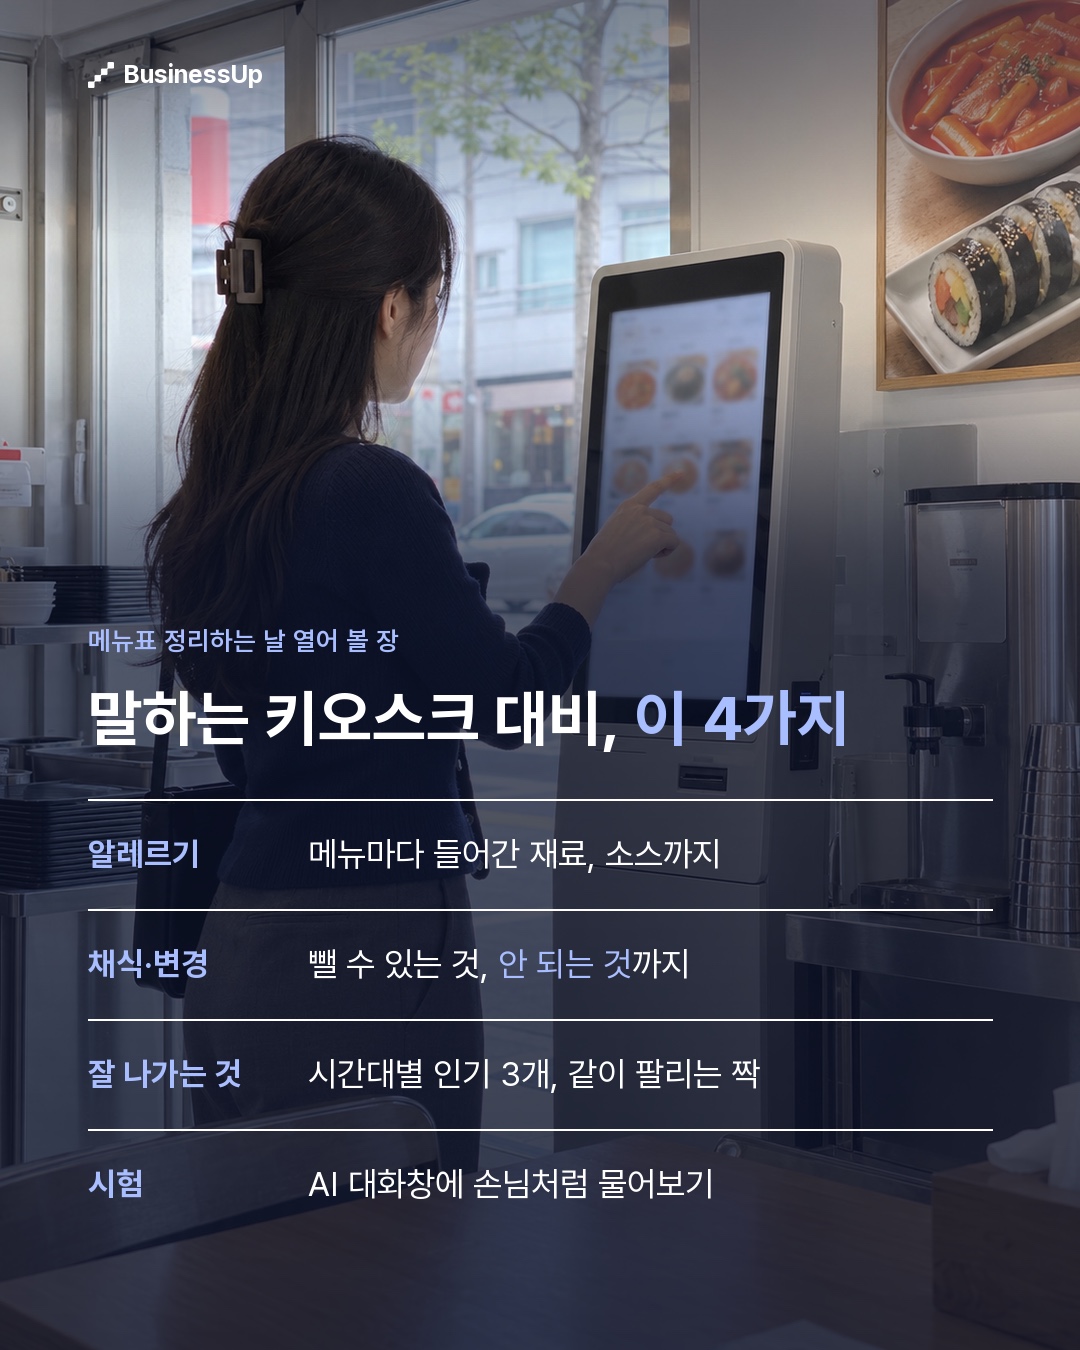 BusinessUp
메뉴표 정리하는 날 열어 볼 장
말하는 키오스크 대비, 이 4가지
알레르기 메뉴마다 들어간 재료, 소스까지
채식·변경 뺄 수 있는 것, 안 되는 것까지
잘 나가는 것 시간대별 인기 3개, 같이 팔리는 짝
시험 AI 대화창에 손님처럼 물어보기